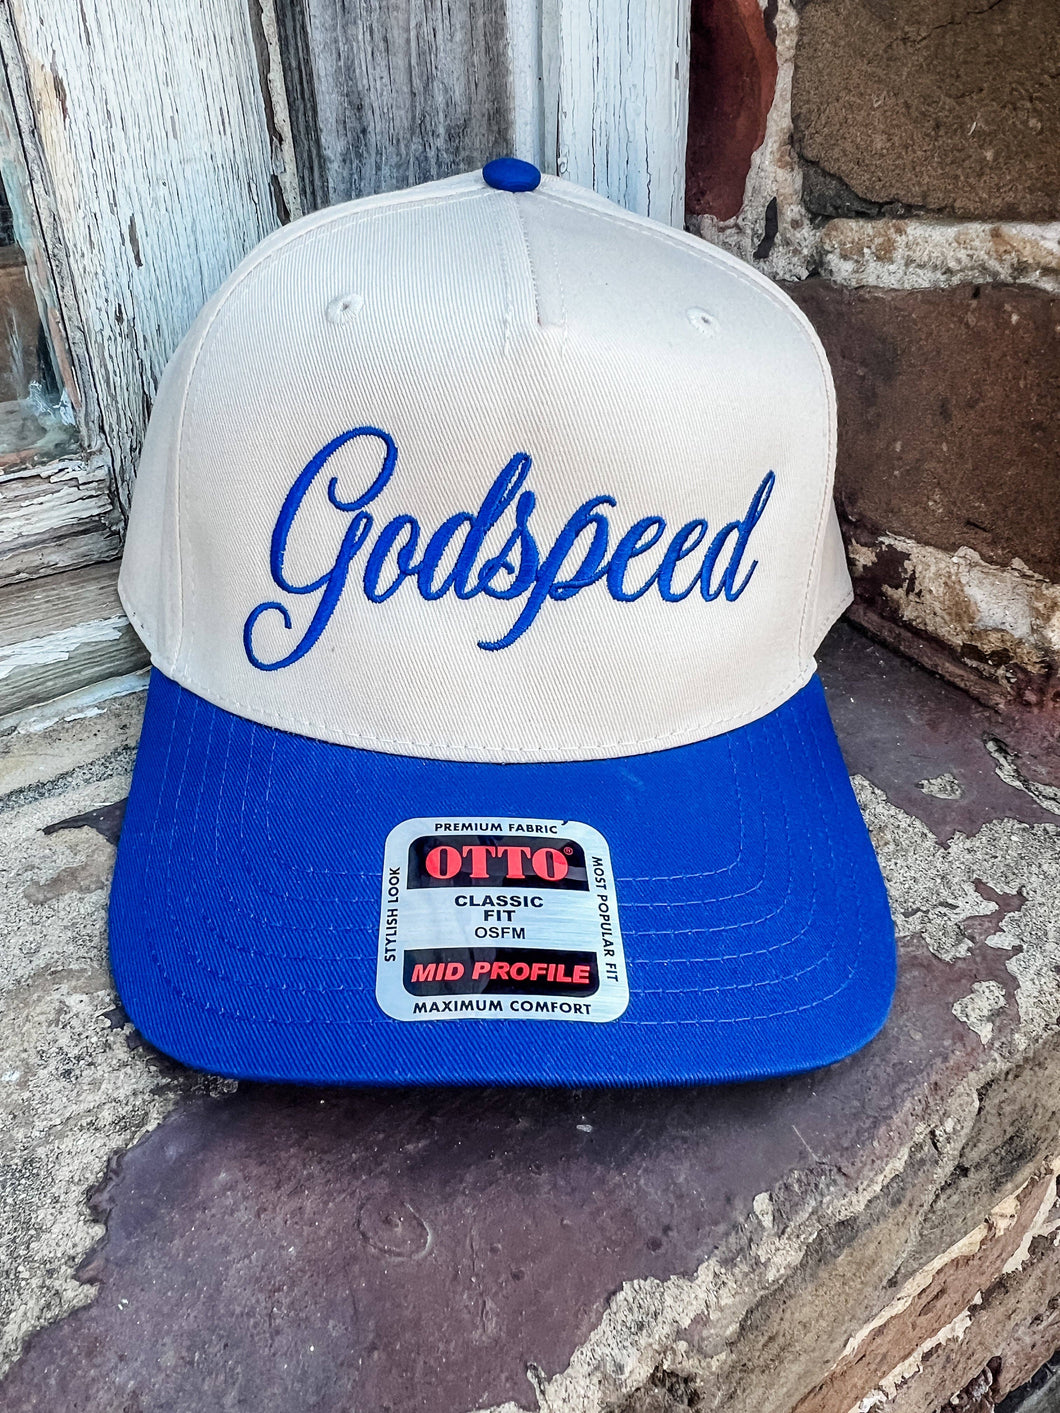 Godspeed
PREMIUM FABRIC
OTTO®
STYLISH LOOK
CLASSIC
FIT
OSFM
MOST POPULAR FIT
MID PROFILE
MAXIMUM COMFORT